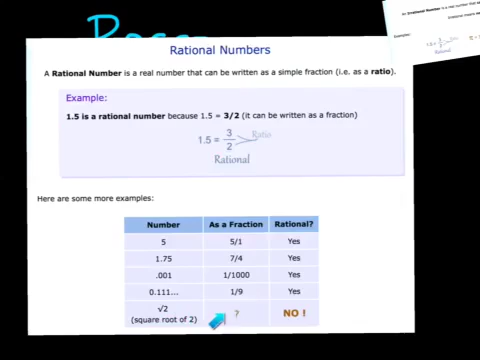 Rational Numbers
A Rational Number is a real number that can be written as a simple fraction (i.e. as a ratio).
Example:
1.5 is a rational number because 1.5 = 3/2 (it can be written as a fraction)
1.5 = 3/2 Ratio
Rational
Here are some more examples:
Number As a Fraction Rational?
5 5/1 Yes
1.75 7/4 Yes
.001 1/1000 Yes
0.111... 1/9 Yes
√2 (square root of 2) ? NO !